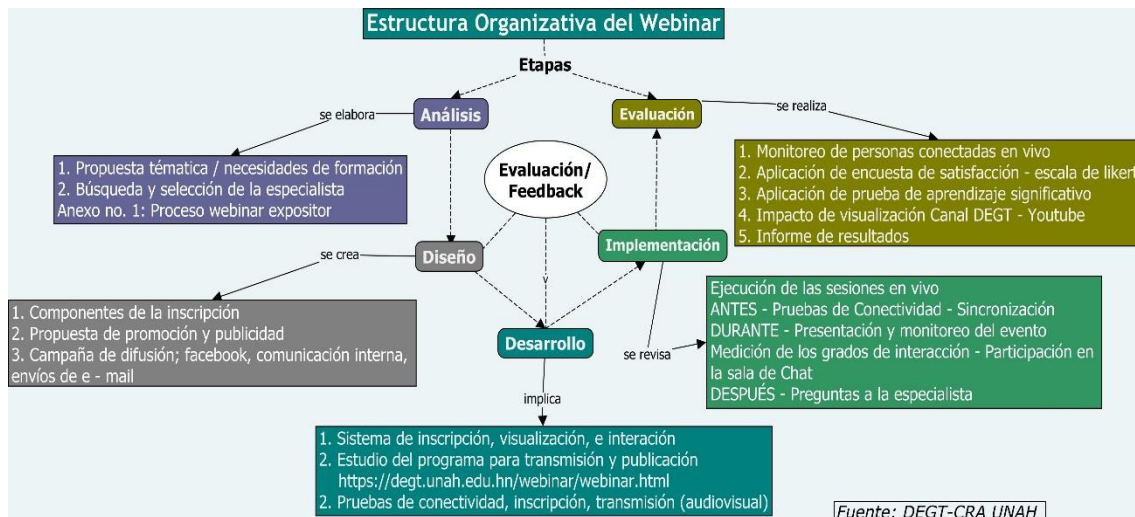 Estructura Organizativa del Webinar
Etapas
se elabora
Análisis
Evaluación
se realiza
1. Propuesta témática / necesidades de formación
2. Búsqueda y selección de la especialista
Anexo no. 1: Proceso webinar expositor
Evaluación/
Feedback
1. Monitoreo de personas conectadas en vivo
2. Aplicación de encuesta de satisfacción - escala de likert
3. Aplicación de prueba de aprendizaje significativo
4. Impacto de visualización Canal DEGT - Youtube
5. Informe de resultados
se crea
Diseño
Implementación
1. Componentes de la inscripción
2. Propuesta de promoción y publicidad
3. Campaña de difusión; facebook, comunicación interna,
envíos de e - mail
Desarrollo
se revisa
Ejecución de las sesiones en vivo
ANTES - Pruebas de Conectividad - Sincronización
DURANTE - Presentación y monitoreo del evento
Medición de los grados de interacción - Participación en
la sala de Chat
DESPUÉS - Preguntas a la especialista
implica
1. Sistema de inscripción, visualización, e interación
2. Estudio del programa para transmisión y publicación
https://degt.unah.edu.hn/webinar/webinar.html
2. Pruebas de conectividad, inscripción, transmisión (audiovisual)
Fuente: DEGT-CRA UNAH